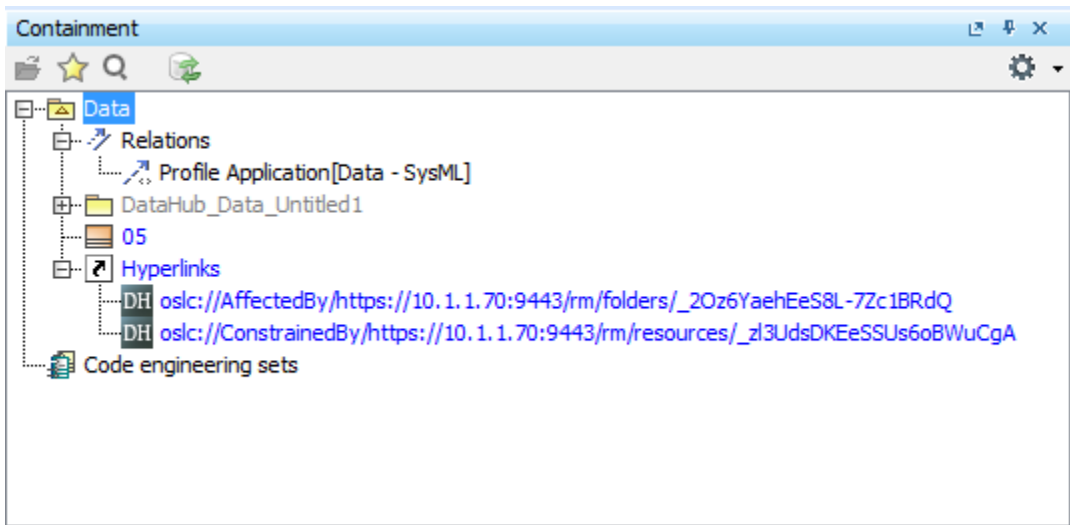 Containment
Data
Relations
Profile Application[Data - SysML]
DataHub_Data_Untitled1
05
Hyperlinks
DH oslc://AffectedBy/https://10.1.1.70:9443/rm/folders/_2Oz6YaehEeS8L-7Zc1BRdQ
DH oslc://ConstrainedBy/https://10.1.1.70:9443/rm/resources/_zl3UdsDKEeSSUs6oBWuCgA
Code engineering sets